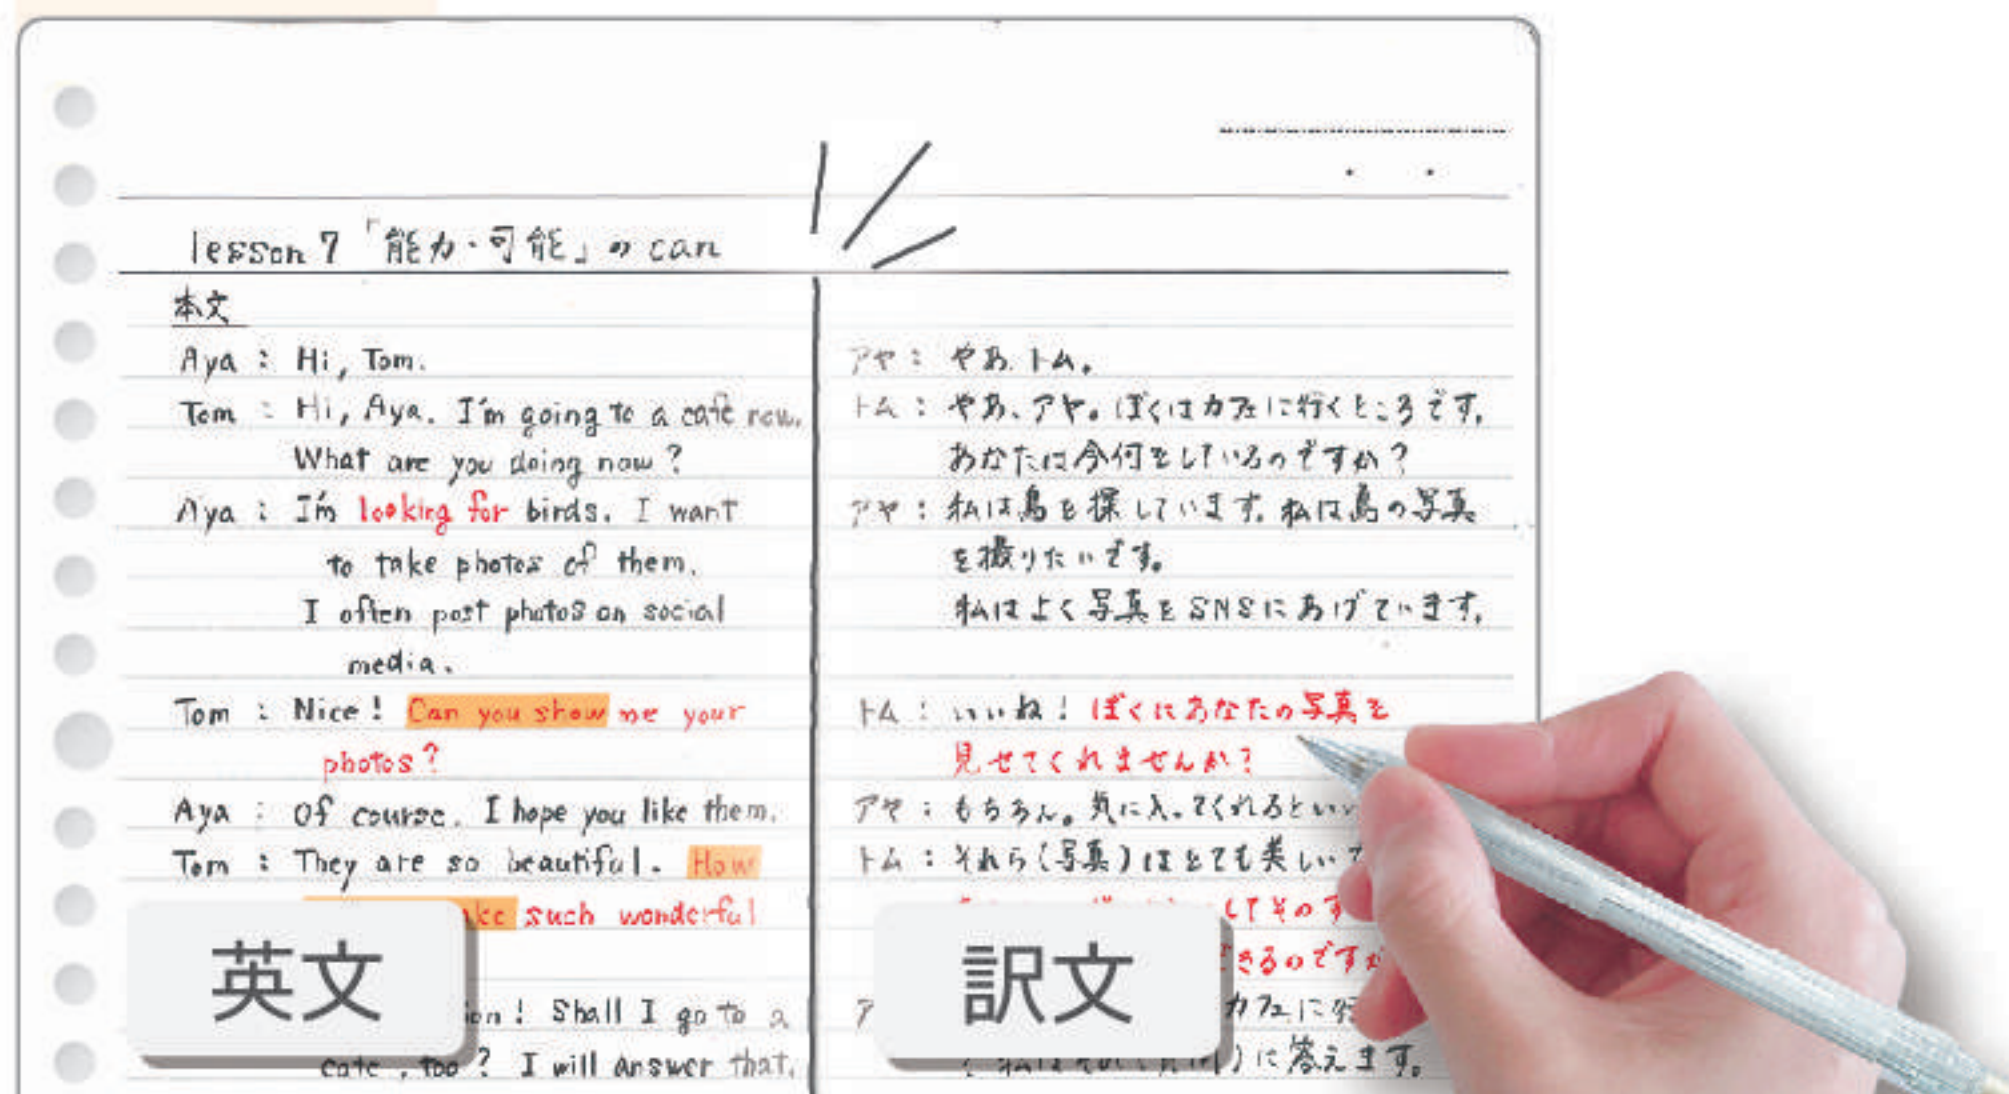 lesson 7 「能力・可能」の can
本文
Aya : Hi, Tom.
Tom : Hi, Aya. I'm going to a cafe now.
What are you doing now?
Aya : I'm looking for birds. I want
to take photos of them.
I often post photos on social
media.
Tom : Nice! Can you show me your
photos?
Aya : Of course. I hope you like them.
Tom : They are so beautiful. How
such wonderful
! Shall I go to a
cafe, too? I will answer that.
アヤ : やあ、トム。
トム : やあ、アヤ。ぼくはカフェに行くところです。
あなたは今何をしているのですか?
アヤ : 私は鳥を探しています。私は鳥の写真
を撮りたいです。
私はよく写真をSNSにあげています。
トム : いいね! ぼくにあなたの写真を
見せてくれませんか?
アヤ : もちろん。気に入ってくれるといい
トム : それら(写真)はとても美しい
してその
きるのですか
カフェに行
に答えます。
英文
訳文